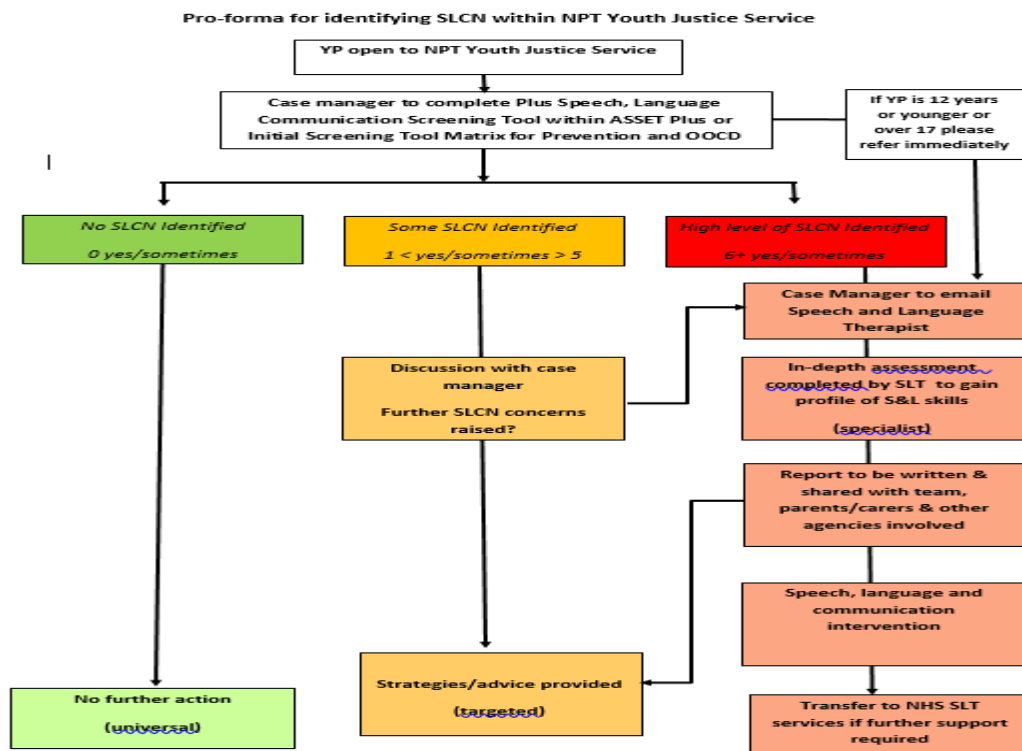 Pro-forma for identifying SLCN within NPT Youth Justice Service
YP open to NPT Youth Justice Service
Case manager to complete Plus Speech, Language
Communication Screening Tool within ASSET Plus or
Initial Screening Tool Matrix for Prevention and OOCD
If YP is 12 years
or younger or
over 17 please
refer immediately
No SLCN Identified
0 yes/sometimes
Some SLCN Identified
1 < yes/sometimes > 5
High level of SLCN Identified
6+ yes/sometimes
Case Manager to email
Speech and Language
Therapist
Discussion with case
manager
Further SLCN concerns
raised?
In-depth assessment
completed by SLT to gain
profile of S&L skills
(specialist)
Report to be written &
shared with team,
parents/carers & other
agencies involved
Speech, language and
communication
intervention
No further action
(universal)
Strategies/advice provided
(targeted)
Transfer to NHS SLT
services if further support
required